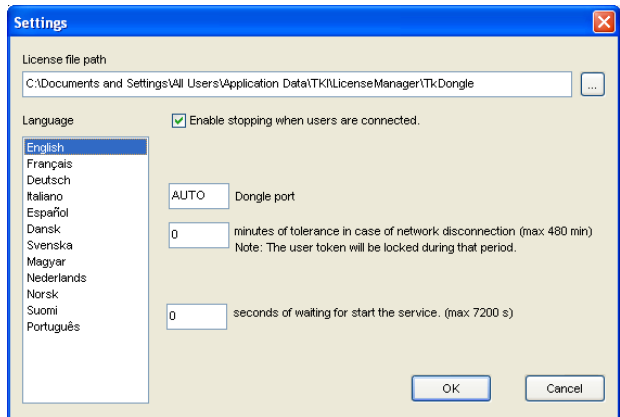 Settings
License file path
C:\Documents and Settings\All Users\Application Data\TKI\LicenseManager\TkDongle
...
Language
Enable stopping when users are connected.
English
Français
Deutsch
Italiano
Español
Dansk
Svenska
Magyar
Nederlands
Norsk
Suomi
Português
AUTO Dongle port
0 minutes of tolerance in case of network disconnection (max 480 min)
Note: The user token will be locked during that period.
0 seconds of waiting for start the service. (max 7200 s)
OK Cancel